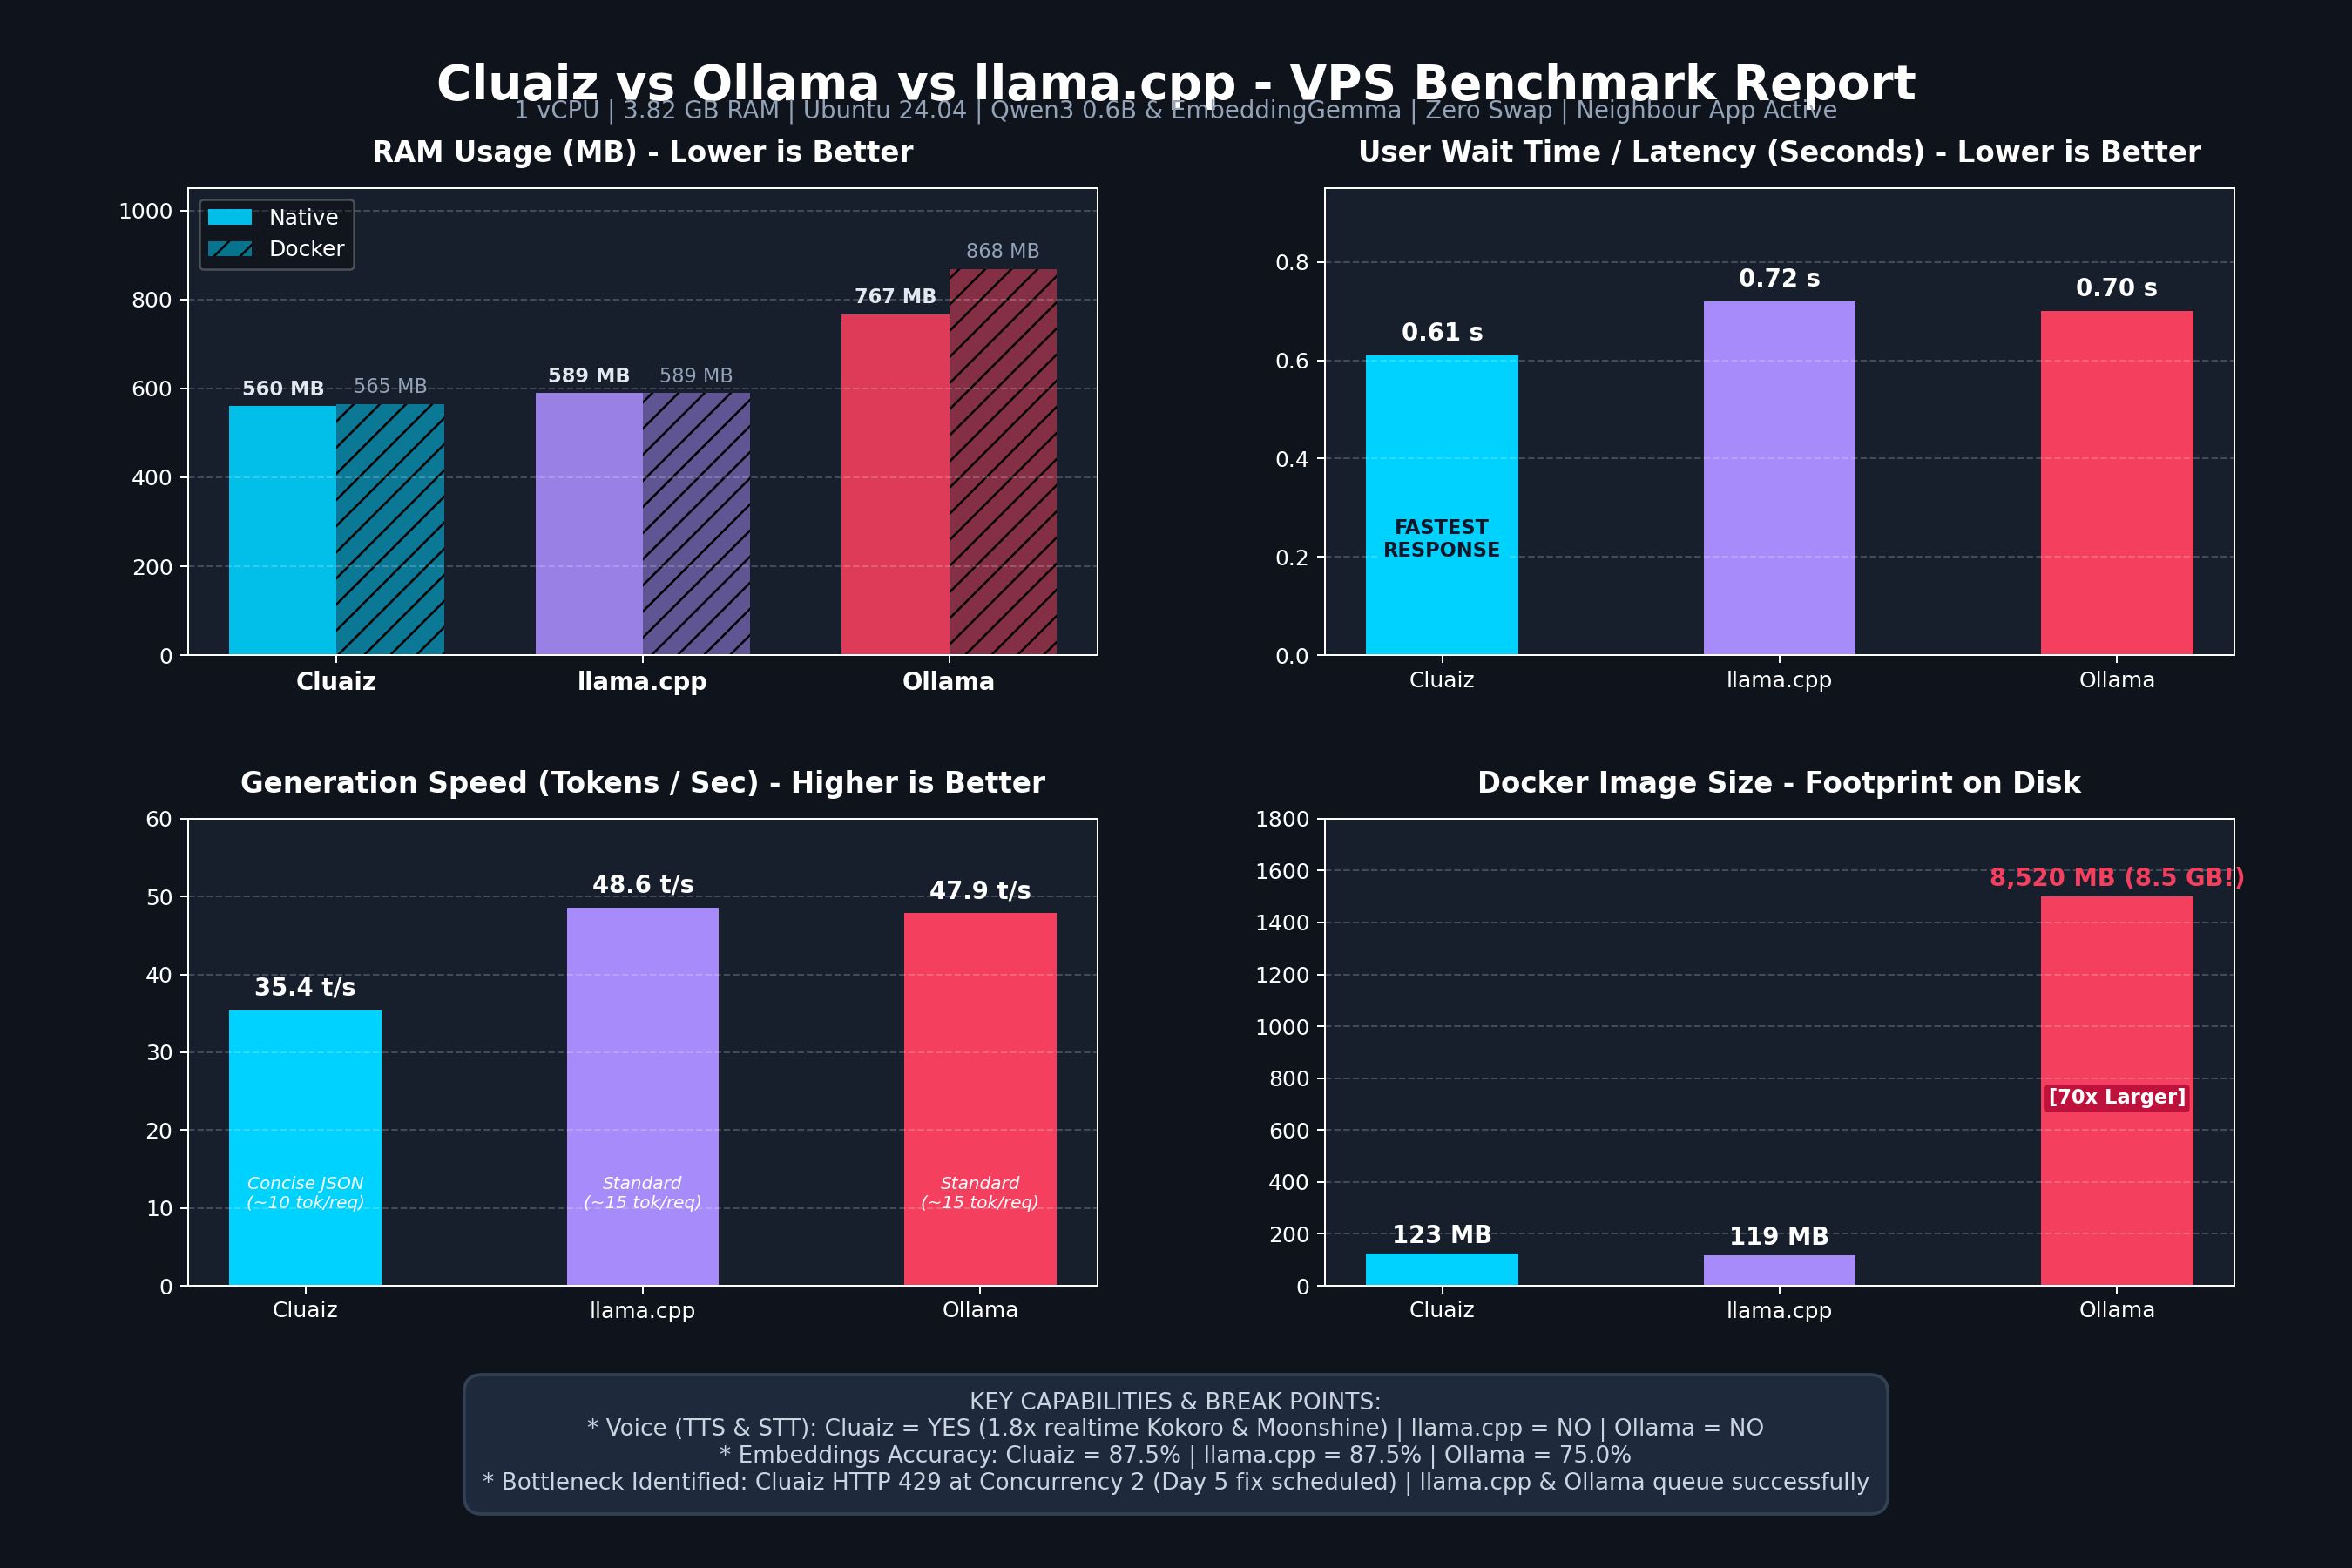 Cluaiz vs Ollama vs llama.cpp - VPS Benchmark Report
1 vCPU | 3.82 GB RAM | Ubuntu 24.04 | Qwen3 0.6B & EmbeddingGemma | Zero Swap | Neighbour App Active
RAM Usage (MB) - Lower is Better
1000
800
600
400
200
0
Native
Docker
560 MB
565 MB
589 MB
589 MB
767 MB
868 MB
Cluaiz
llama.cpp
Ollama
User Wait Time / Latency (Seconds) - Lower is Better
0.8
0.6
0.4
0.2
0.0
0.61 s
0.72 s
0.70 s
FASTEST
RESPONSE
Cluaiz
llama.cpp
Ollama
Generation Speed (Tokens / Sec) - Higher is Better
60
50
40
30
20
10
0
35.4 t/s
48.6 t/s
47.9 t/s
Concise JSON
(~10 tok/req)
Standard
(~15 tok/req)
Standard
(~15 tok/req)
Cluaiz
llama.cpp
Ollama
Docker Image Size - Footprint on Disk
1800
1600
1400
1200
1000
800
600
400
200
0
123 MB
119 MB
8,520 MB (8.5 GB!)
[70x Larger]
Cluaiz
llama.cpp
Ollama
KEY CAPABILITIES & BREAK POINTS:
* Voice (TTS & STT): Cluaiz = YES (1.8x realtime Kokoro & Moonshine) | llama.cpp = NO | Ollama = NO
* Embeddings Accuracy: Cluaiz = 87.5% | llama.cpp = 87.5% | Ollama = 75.0%
* Bottleneck Identified: Cluaiz HTTP 429 at Concurrency 2 (Day 5 fix scheduled) | llama.cpp & Ollama queue successfully